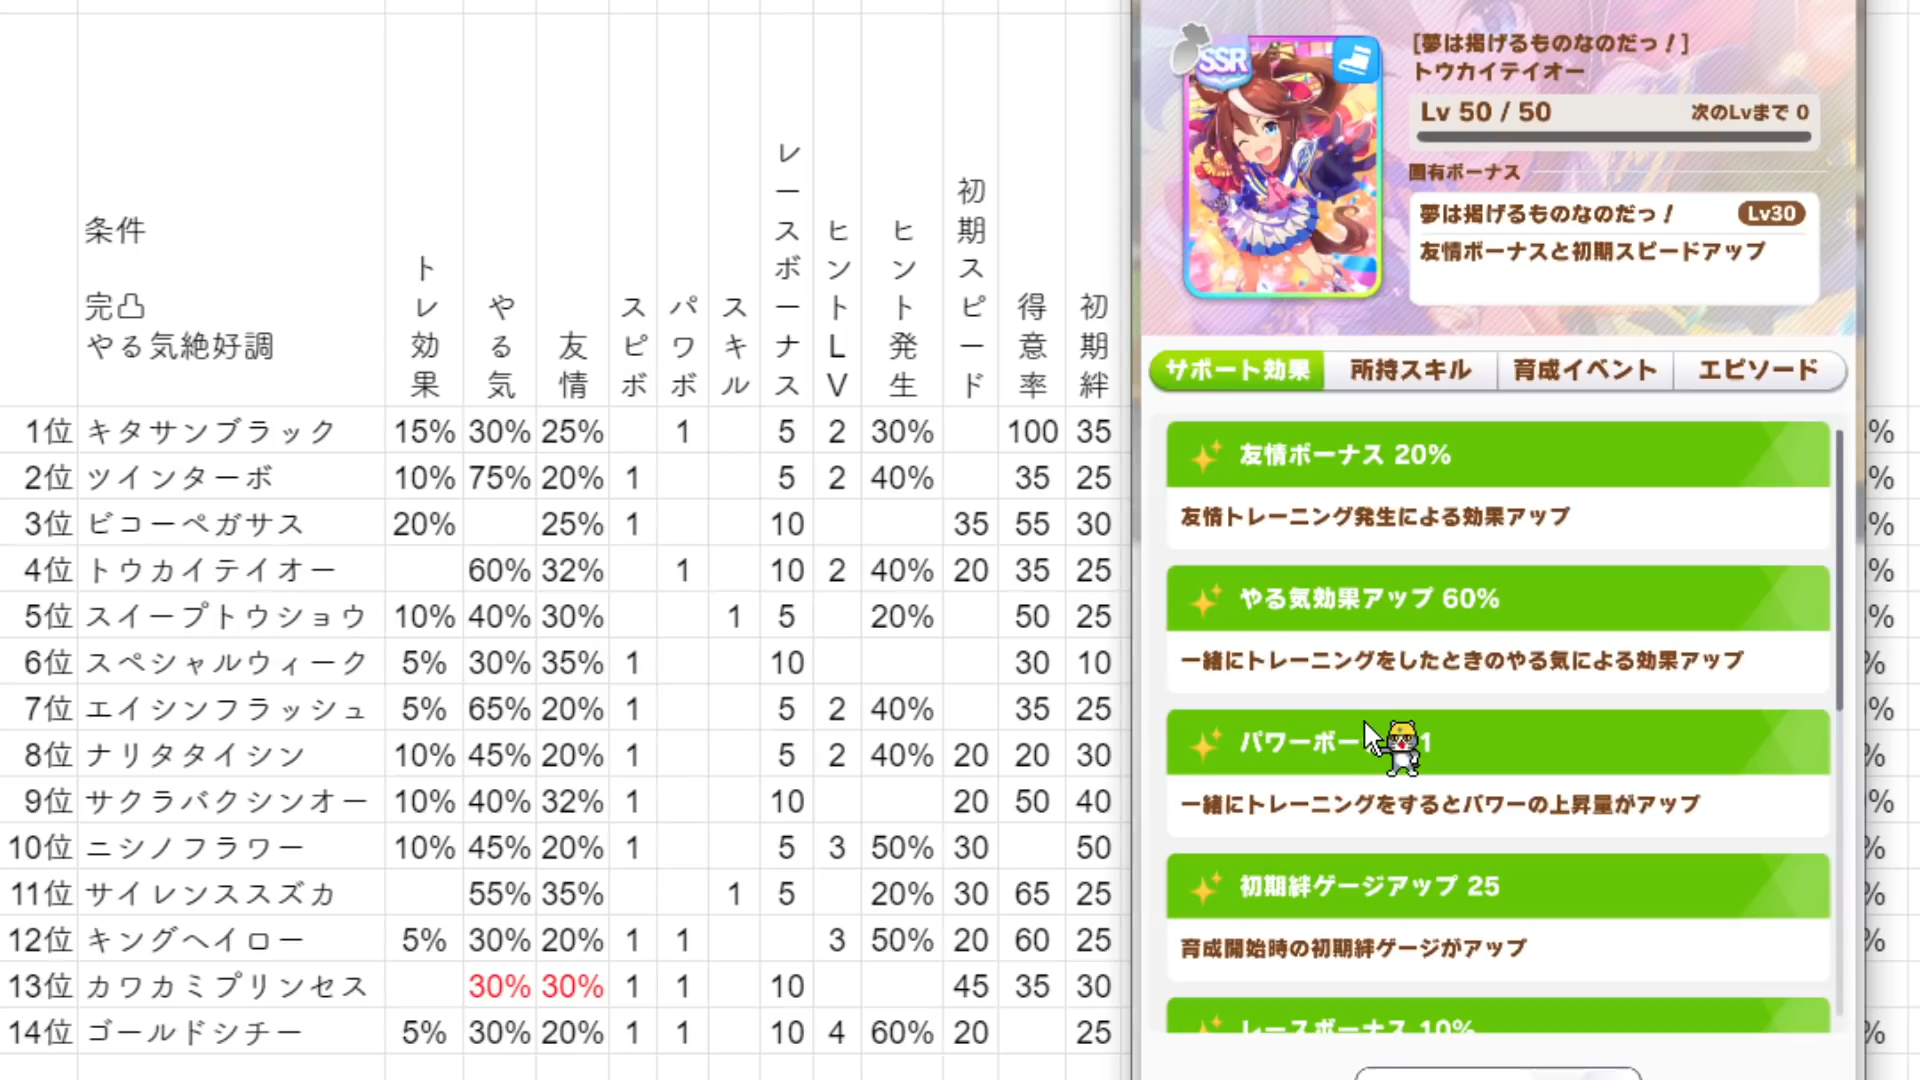 条件
完凸
やる気絶好調
トレ効果 やる気 友情 スピボ パワボ スキル レースボーナス ヒントLV ヒント発生 初期スピード 得意率 初期絆
1位 キタサンブラック 15% 30% 25% 1 5 2 30% 100 35
2位 ツインターボ 10% 75% 20% 1 5 2 40% 35 25
3位 ビコーペガサス 20% 25% 1 10 35 55 30
4位 トウカイテイオー 60% 32% 1 10 2 40% 20 35 25
5位 スイープトウショウ 10% 40% 30% 1 5 20% 50 25
6位 スペシャルウィーク 5% 30% 35% 1 10 30 10
7位 エイシンフラッシュ 5% 65% 20% 1 5 2 40% 35 25
8位 ナリタタイシン 10% 45% 20% 1 5 2 40% 20 20 30
9位 サクラバクシンオー 10% 40% 32% 1 10 20 50 40
10位 ニシノフラワー 10% 45% 20% 1 5 3 50% 30 50
11位 サイレンススズカ 55% 35% 1 5 20% 30 65 25
12位 キングヘイロー 5% 30% 20% 1 1 3 50% 20 60 25
13位 カワカミプリンセス 30% 30% 1 1 10 45 35 30
14位 ゴールドシチー 5% 30% 20% 1 1 10 4 60% 20 25
SSR
[夢は掲げるものなのだっ！]
トウカイテイオー
Lv 50 / 50 次のLvまで 0
固有ボーナス
夢は掲げるものなのだっ！ Lv30
友情ボーナスと初期スピードアップ
サポート効果 所持スキル 育成イベント エピソード
友情ボーナス 20%
友情トレーニング発生による効果アップ
やる気効果アップ 60%
一緒にトレーニングをしたときのやる気による効果アップ
パワーボー 1
一緒にトレーニングをするとパワーの上昇量がアップ
初期絆ゲージアップ 25
育成開始時の初期絆ゲージがアップ
レースボーナス 10%